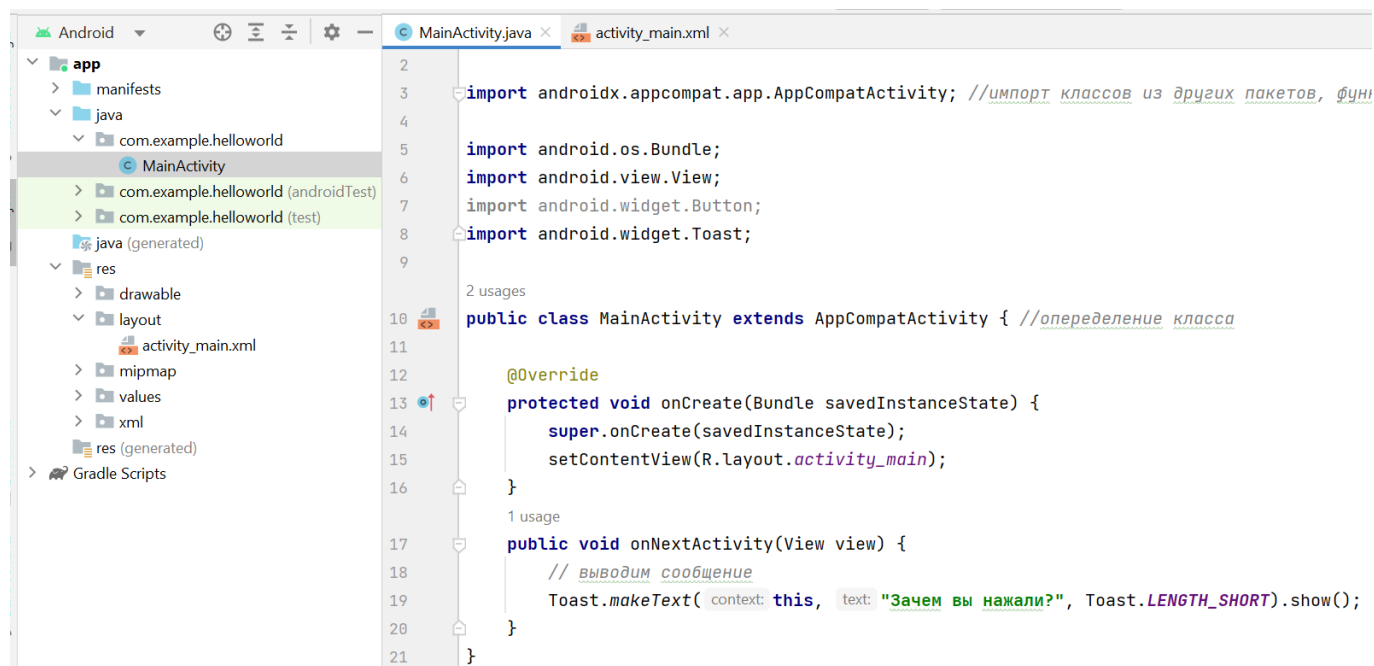 Android
app
manifests
java
com.example.helloworld
MainActivity
com.example.helloworld (androidTest)
com.example.helloworld (test)
java (generated)
res
drawable
layout
activity_main.xml
mipmap
values
xml
res (generated)
Gradle Scripts
MainActivity.java
activity_main.xml
2
3 import androidx.appcompat.app.AppCompatActivity; //импорт классов из других пакетов,
4
5 import android.os.Bundle;
6 import android.view.View;
7 import android.widget.Button;
8 import android.widget.Toast;
9
2 usages
10 public class MainActivity extends AppCompatActivity { //опеределение класса
11
12 @Override
13 protected void onCreate(Bundle savedInstanceState) {
14 super.onCreate(savedInstanceState);
15 setContentView(R.layout.activity_main);
16 }
1 usage
17 public void onNextActivity(View view) {
18 // выводим сообщение
19 Toast.makeText( context: this, text: "Зачем вы нажали?", Toast.LENGTH_SHORT).show();
20 }
21 }